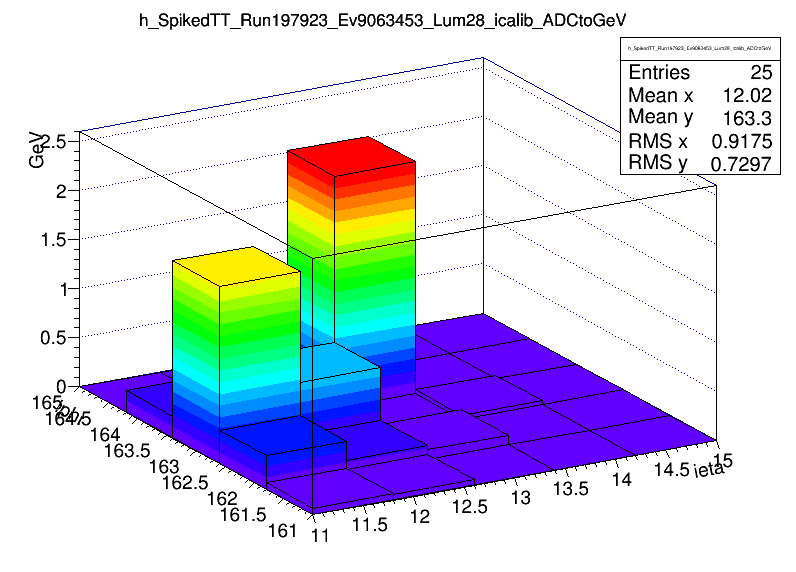 h_SpikedTT_Run197923_Ev9063453_Lum28_icalib_ADCtoGeV
h_SpikedTT_Run197923_Ev9063453_Lum28_icalib_ADCtoGeV
Entries 25
Mean x 12.02
Mean y 163.3
RMS x 0.9175
RMS y 0.7297
GeV
2.5
2
1.5
1
0.5
0
165
164.5
164
163.5
163
162.5
162
161.5
161
11
11.5
12
12.5
13
13.5
14
14.5
15
ieta